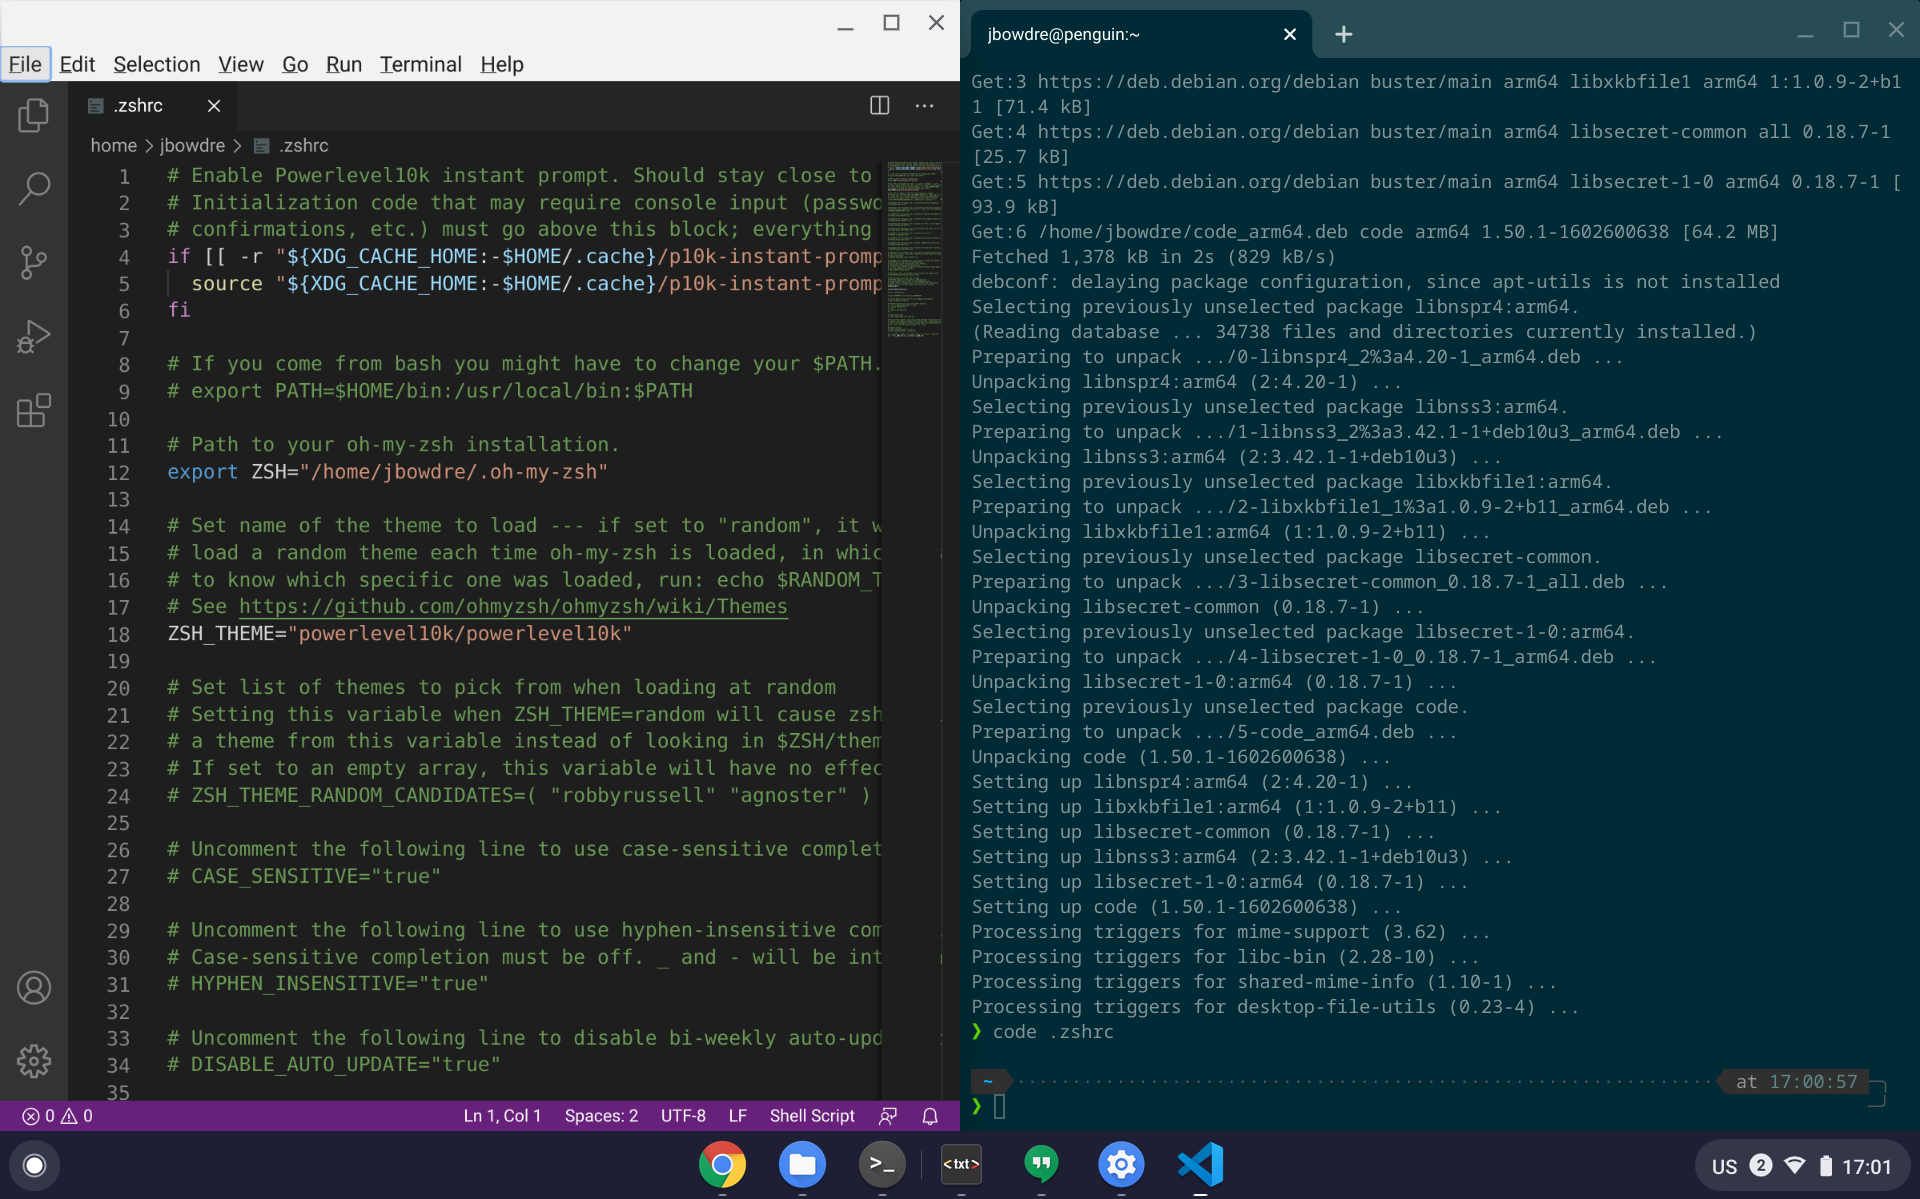 File Edit Selection View Go Run Terminal Help
.zshrc
home > jbowdre > .zshrc
1 # Enable Powerlevel10k instant prompt. Should stay close to
2 # Initialization code that may require console input (passwo
3 # confirmations, etc.) must go above this block; everything
4 if [[ -r "${XDG_CACHE_HOME:-$HOME/.cache}/p10k-instant-promp
5 source "${XDG_CACHE_HOME:-$HOME/.cache}/p10k-instant-promp
6 fi
7
8 # If you come from bash you might have to change your $PATH.
9 # export PATH=$HOME/bin:/usr/local/bin:$PATH
10
11 # Path to your oh-my-zsh installation.
12 export ZSH="/home/jbowdre/.oh-my-zsh"
13
14 # Set name of the theme to load --- if set to "random", it w
15 # load a random theme each time oh-my-zsh is loaded, in whic
16 # to know which specific one was loaded, run: echo $RANDOM_T
17 # See https://github.com/ohmyzsh/ohmyzsh/wiki/Themes
18 ZSH_THEME="powerlevel10k/powerlevel10k"
19
20 # Set list of themes to pick from when loading at random
21 # Setting this variable when ZSH_THEME=random will cause zsh
22 # a theme from this variable instead of looking in $ZSH/them
23 # If set to an empty array, this variable will have no effec
24 # ZSH_THEME_RANDOM_CANDIDATES=( "robbyrussell" "agnoster" )
25
26 # Uncomment the following line to use case-sensitive complet
27 # CASE_SENSITIVE="true"
28
29 # Uncomment the following line to use hyphen-insensitive com
30 # Case-sensitive completion must be off. _ and - will be int
31 # HYPHEN_INSENSITIVE="true"
32
33 # Uncomment the following line to disable bi-weekly auto-upd
34 # DISABLE_AUTO_UPDATE="true"
35
0 0 Ln 1, Col 1 Spaces: 2 UTF-8 LF Shell Script
jbowdre@penguin:~
Get:3 https://deb.debian.org/debian buster/main arm64 libxkbfile1 arm64 1:1.0.9-2+b1
1 [71.4 kB]
Get:4 https://deb.debian.org/debian buster/main arm64 libsecret-common all 0.18.7-1
[25.7 kB]
Get:5 https://deb.debian.org/debian buster/main arm64 libsecret-1-0 arm64 0.18.7-1 [
93.9 kB]
Get:6 /home/jbowdre/code_arm64.deb code arm64 1.50.1-1602600638 [64.2 MB]
Fetched 1,378 kB in 2s (829 kB/s)
debconf: delaying package configuration, since apt-utils is not installed
Selecting previously unselected package libnspr4:arm64.
(Reading database ... 34738 files and directories currently installed.)
Preparing to unpack .../0-libnspr4_2%3a4.20-1_arm64.deb ...
Unpacking libnspr4:arm64 (2:4.20-1) ...
Selecting previously unselected package libnss3:arm64.
Preparing to unpack .../1-libnss3_2%3a3.42.1-1+deb10u3_arm64.deb ...
Unpacking libnss3:arm64 (2:3.42.1-1+deb10u3) ...
Selecting previously unselected package libxkbfile1:arm64.
Preparing to unpack .../2-libxkbfile1_1%3a1.0.9-2+b11_arm64.deb ...
Unpacking libxkbfile1:arm64 (1:1.0.9-2+b11) ...
Selecting previously unselected package libsecret-common.
Preparing to unpack .../3-libsecret-common_0.18.7-1_all.deb ...
Unpacking libsecret-common (0.18.7-1) ...
Selecting previously unselected package libsecret-1-0:arm64.
Preparing to unpack .../4-libsecret-1-0_0.18.7-1_arm64.deb ...
Unpacking libsecret-1-0:arm64 (0.18.7-1) ...
Selecting previously unselected package code.
Preparing to unpack .../5-code_arm64.deb ...
Unpacking code (1.50.1-1602600638) ...
Setting up libnspr4:arm64 (2:4.20-1) ...
Setting up libxkbfile1:arm64 (1:1.0.9-2+b11) ...
Setting up libsecret-common (0.18.7-1) ...
Setting up libnss3:arm64 (2:3.42.1-1+deb10u3) ...
Setting up libsecret-1-0:arm64 (0.18.7-1) ...
Setting up code (1.50.1-1602600638) ...
Processing triggers for mime-support (3.62) ...
Processing triggers for libc-bin (2.28-10) ...
Processing triggers for shared-mime-info (1.10-1) ...
Processing triggers for desktop-file-utils (0.23-4) ...
❯ code .zshrc
~ at 17:00:57
❯
<txt>
US 2 17:01